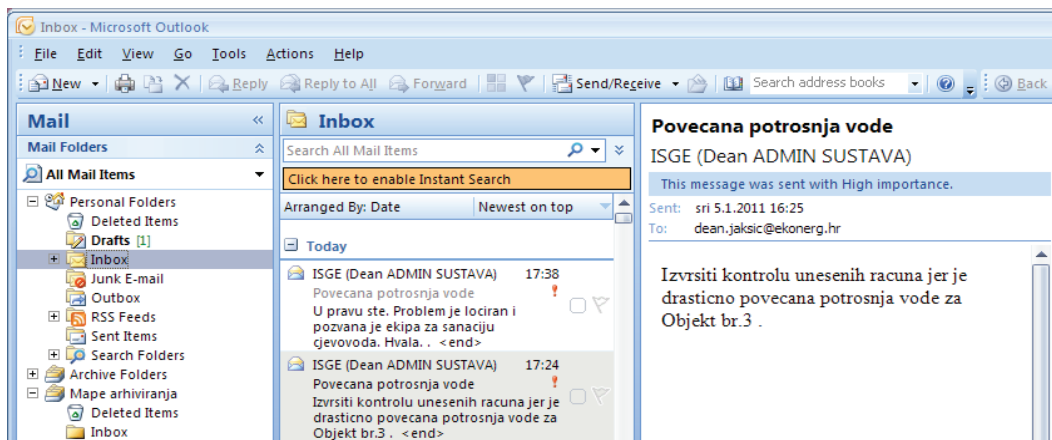 Inbox - Microsoft Outlook
File Edit View Go Tools Actions Help
New Reply Reply to All Forward Send/Receive Search address books Back
Mail «
Mail Folders
All Mail Items
Personal Folders
Deleted Items
Drafts [1]
Inbox
Junk E-mail
Outbox
RSS Feeds
Sent Items
Search Folders
Archive Folders
Mape arhiviranja
Deleted Items
Inbox
Inbox
Search All Mail Items
Click here to enable Instant Search
Arranged By: Date Newest on top
Today
ISGE (Dean ADMIN SUSTAVA) 17:38
Povecana potrosnja vode
U pravu ste. Problem je lociran i
pozvana je ekipa za sanaciju
cjevovoda. Hvala. . <end>
ISGE (Dean ADMIN SUSTAVA) 17:24
Povecana potrosnja vode
Izvrsiti kontrolu unesenih racuna jer je
drasticno povecana potrosnja vode za
Objekt br.3 . <end>
Povecana potrosnja vode
ISGE (Dean ADMIN SUSTAVA)
This message was sent with High importance.
Sent: sri 5.1.2011 16:25
To: dean.jaksic@ekonerg.hr
Izvrsiti kontrolu unesenih racuna jer je
drasticno povecana potrosnja vode za
Objekt br.3 .